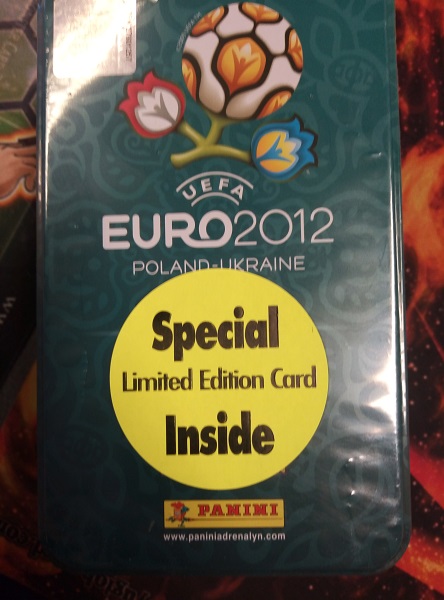 UEFA
EURO2012
POLAND-UKRAINE
Special
Limited Edition Card
Inside
PANINI
www.paniniadrenalyn.com